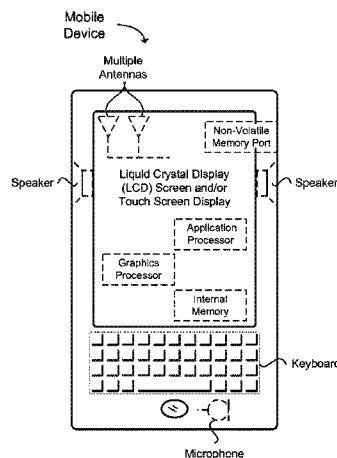 Mobile
Device
Multiple
Antennas
Non-Volatile
Memory Port
Speaker
Speaker
Liquid Crystal Display
(LCD) Screen and/or
Touch Screen Display
Application
Processor
Graphics
Processor
Internal
Memory
Keyboard
Microphone